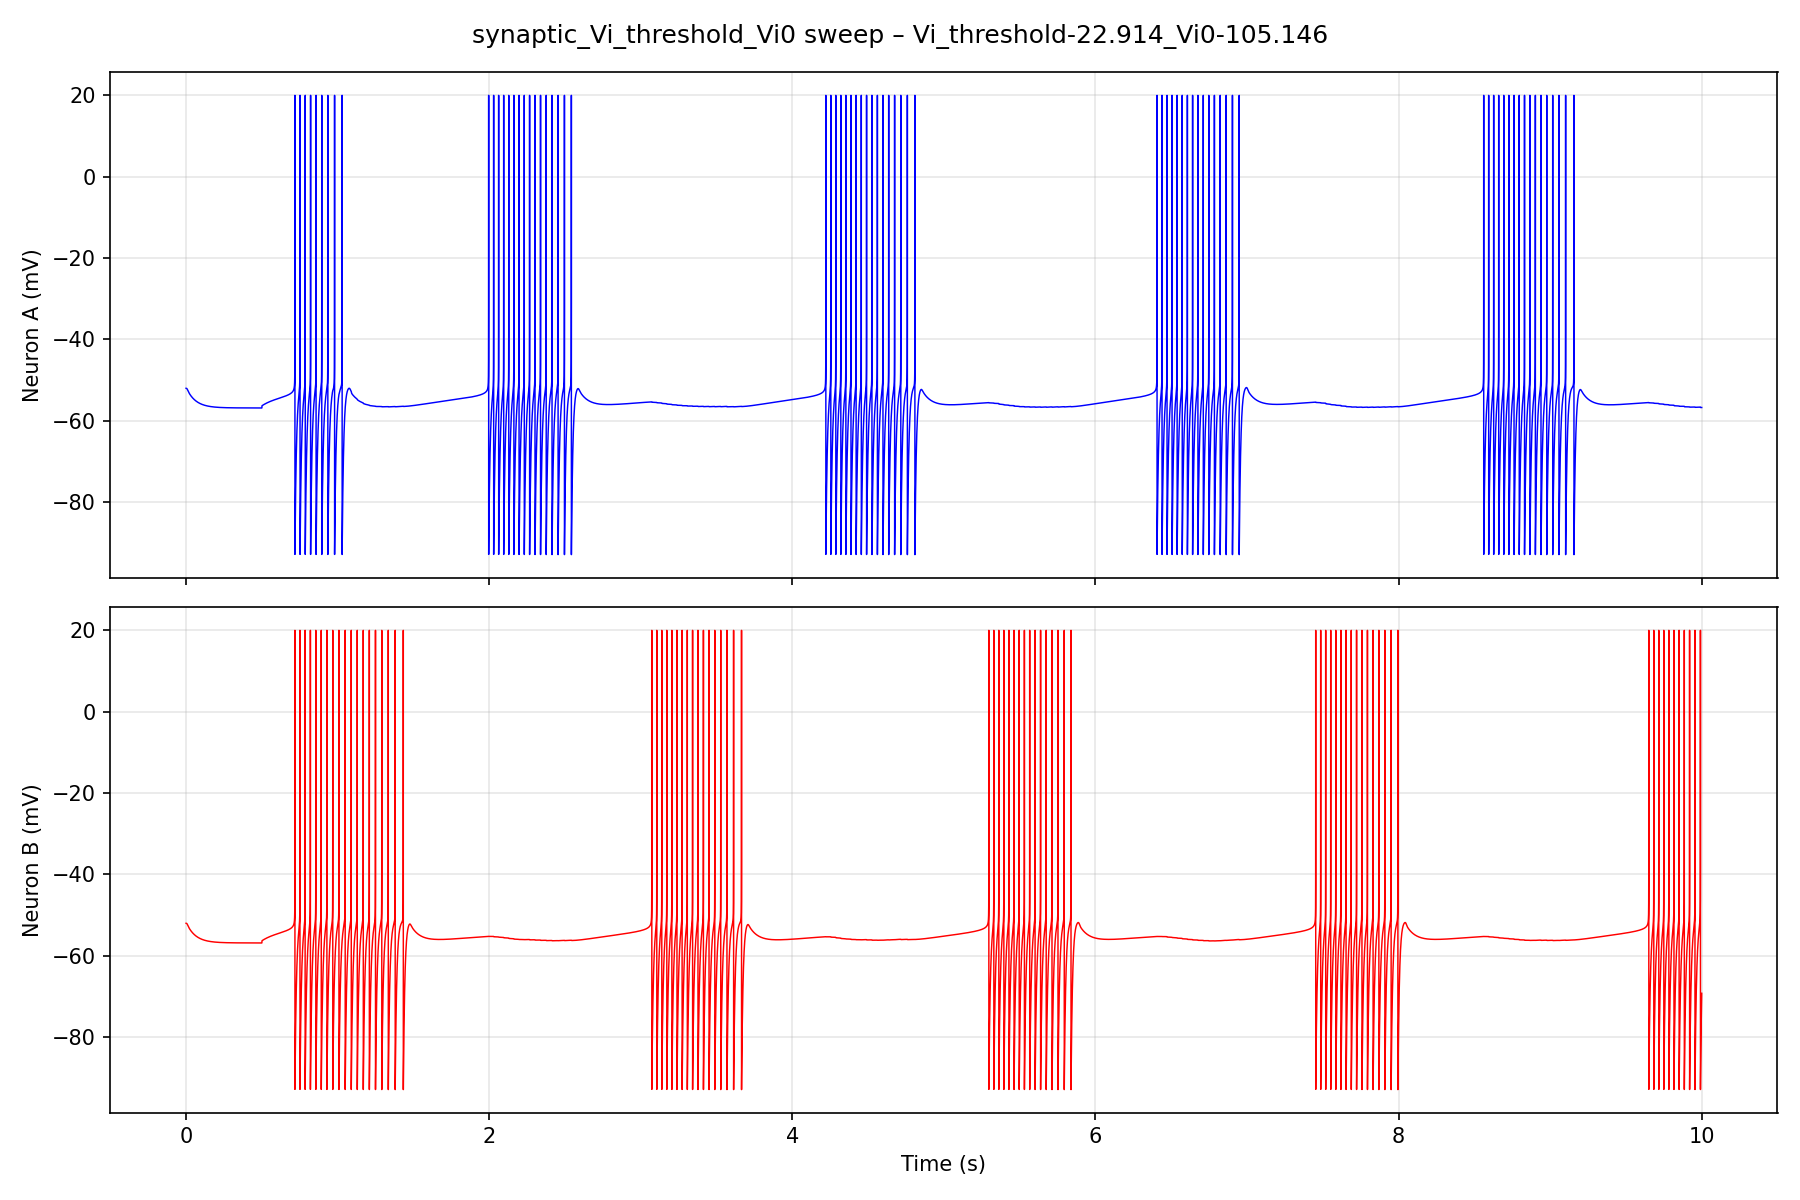 synaptic_Vi_threshold_Vi0 sweep – Vi_threshold-22.914_Vi0-105.146
20
0
−20
−40
−60
−80
Neuron A (mV)
20
0
−20
−40
−60
−80
Neuron B (mV)
0 2 4 6 8 10
Time (s)